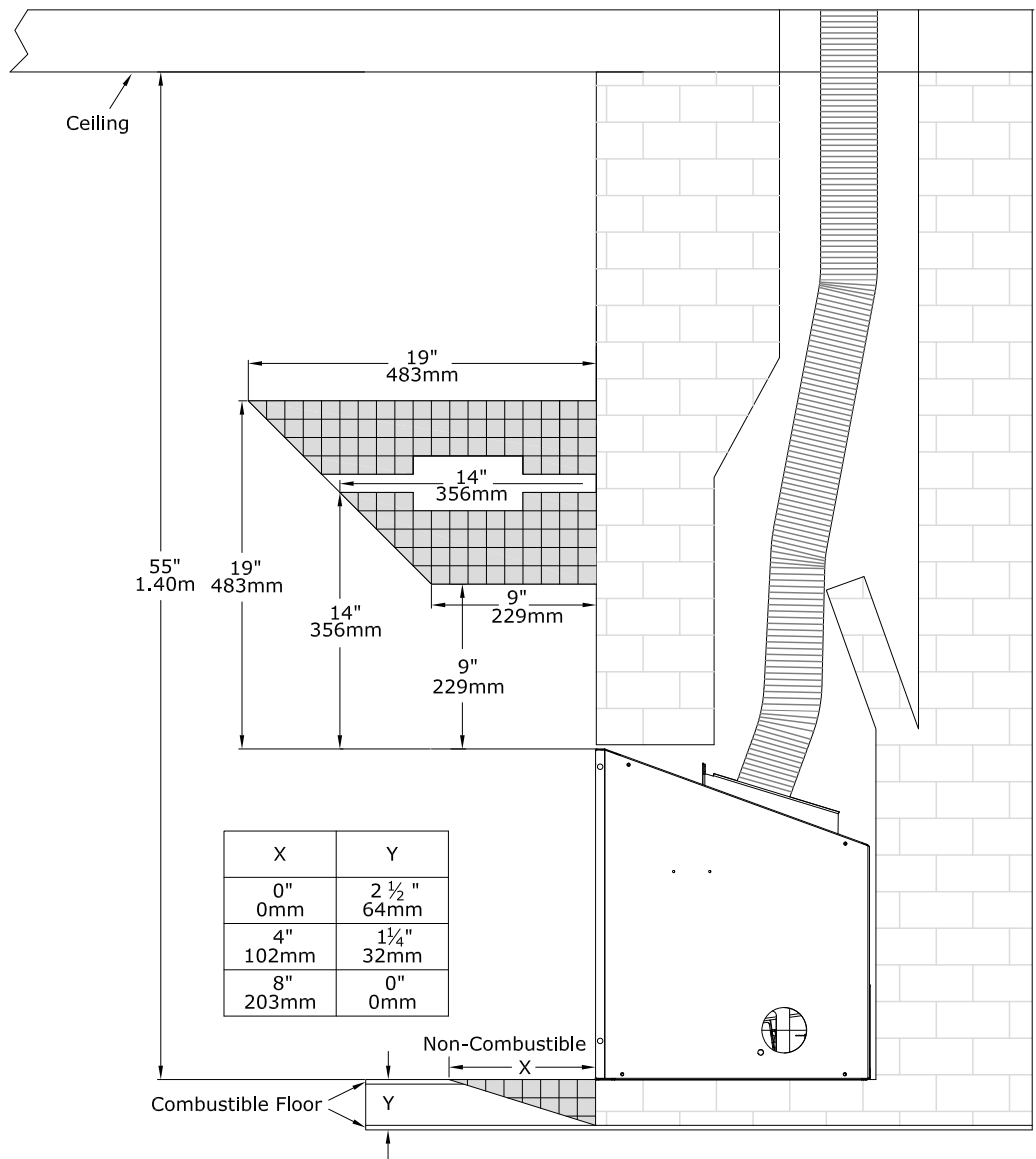 Ceiling
19"
483mm
14"
356mm
55"
1.40m
19"
483mm
9"
229mm
14"
356mm
9"
229mm
X Y
0" 2 ½ "
0mm 64mm
4" 1¼"
102mm 32mm
8" 0"
203mm 0mm
Non-Combustible
X
Combustible Floor
Y